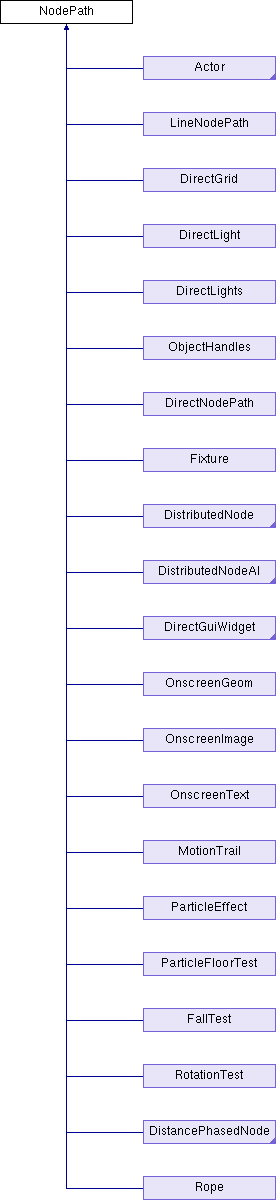 NodePath
Actor
LineNodePath
DirectGrid
DirectLight
DirectLights
ObjectHandles
DirectNodePath
Fixture
DistributedNode
DistributedNodeAI
DirectGuiWidget
OnscreenGeom
OnscreenImage
OnscreenText
MotionTrail
ParticleEffect
ParticleFloorTest
FallTest
RotationTest
DistancePhasedNode
Rope